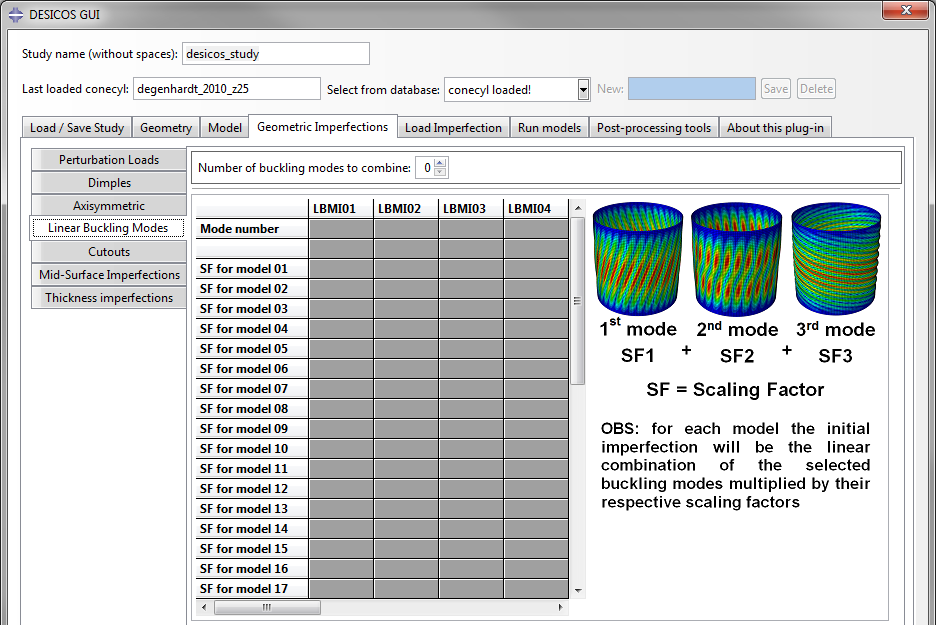 DESICOS GUI
Study name (without spaces): desicos_study
Last loaded conecyl: degenhardt_2010_z25 Select from database: conecyl loaded! New: Save Delete
Load / Save Study Geometry Model Geometric Imperfections Load Imperfection Run models Post-processing tools About this plug-in
Perturbation Loads
Dimples
Axisymmetric
Linear Buckling Modes
Cutouts
Mid-Surface Imperfections
Thickness imperfections
Number of buckling modes to combine: 0
LBMI01 LBMI02 LBMI03 LBMI04
Mode number
SF for model 01
SF for model 02
SF for model 03
SF for model 04
SF for model 05
SF for model 06
SF for model 07
SF for model 08
SF for model 09
SF for model 10
SF for model 11
SF for model 12
SF for model 13
SF for model 14
SF for model 15
SF for model 16
SF for model 17
1st mode 2nd mode 3rd mode
SF1 + SF2 + SF3
SF = Scaling Factor
OBS: for each model the initial
imperfection will be the linear
combination of the selected
buckling modes multiplied by their
respective scaling factors